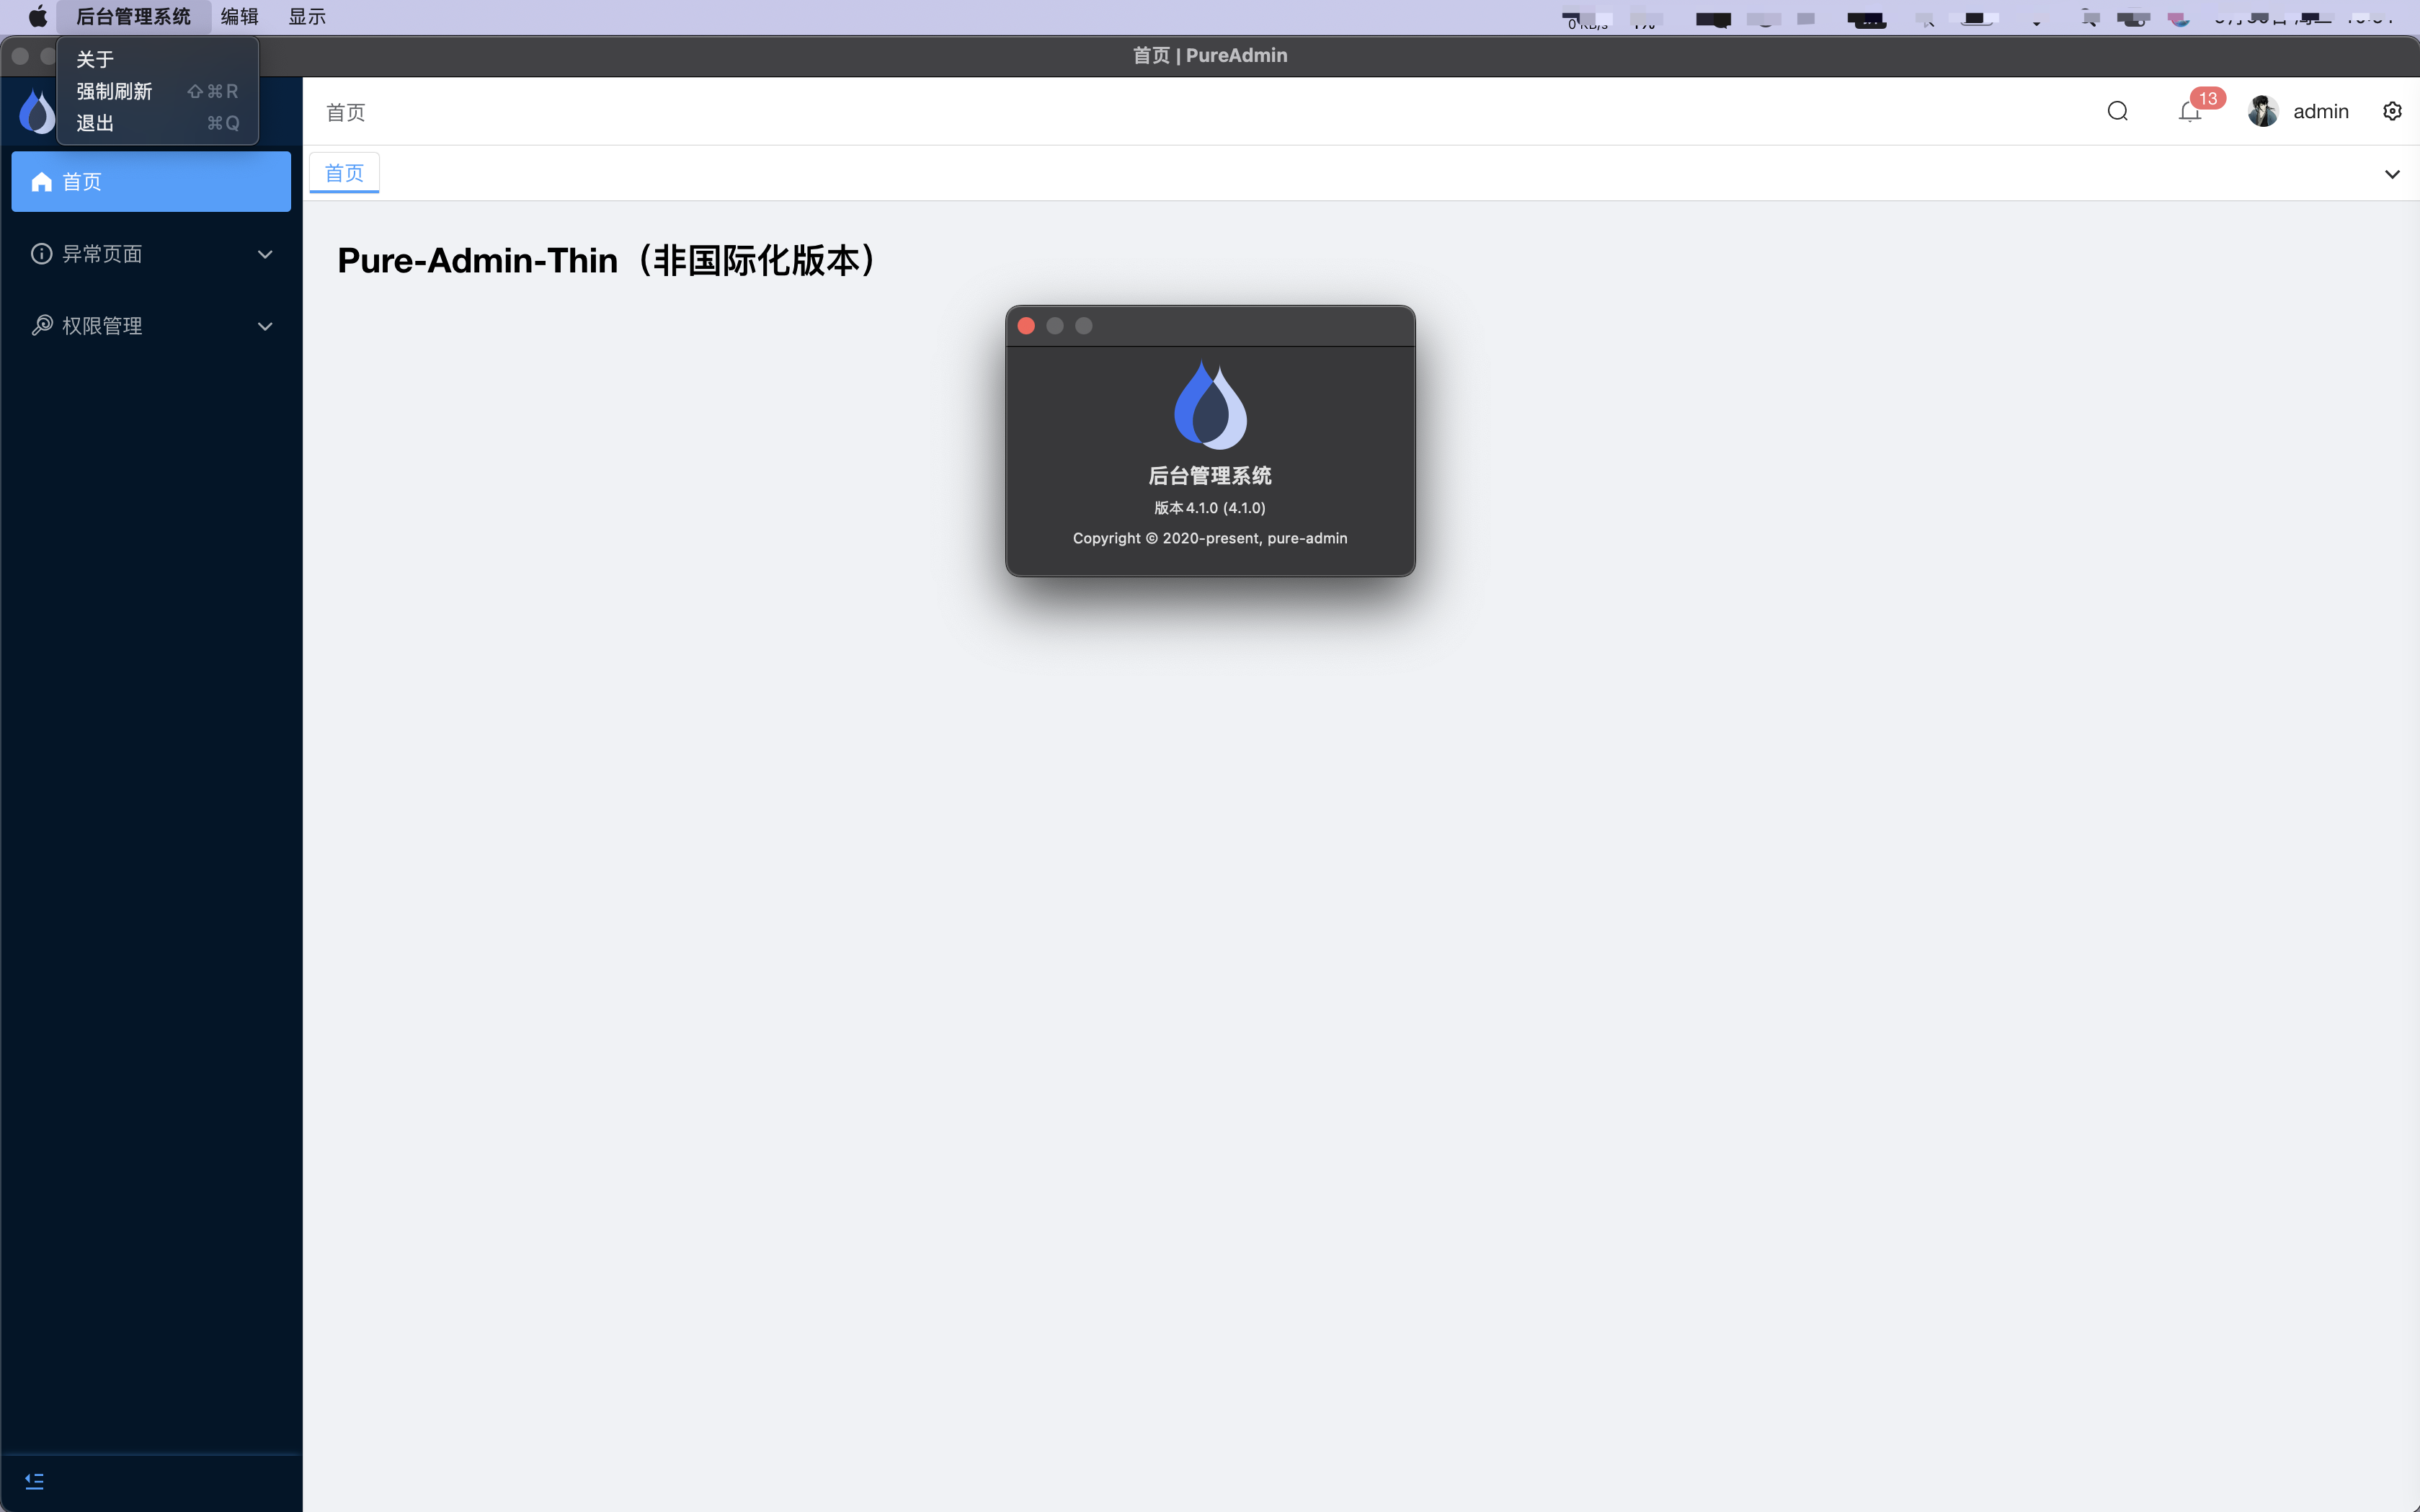 后台管理系统 编辑 显示
关于
强制刷新 ⇧⌘R
退出 ⌘Q
首页 | PureAdmin
首页
13
admin
首页
首页
异常页面
权限管理
Pure-Admin-Thin（非国际化版本）
后台管理系统
版本4.1.0 (4.1.0)
Copyright © 2020-present, pure-admin